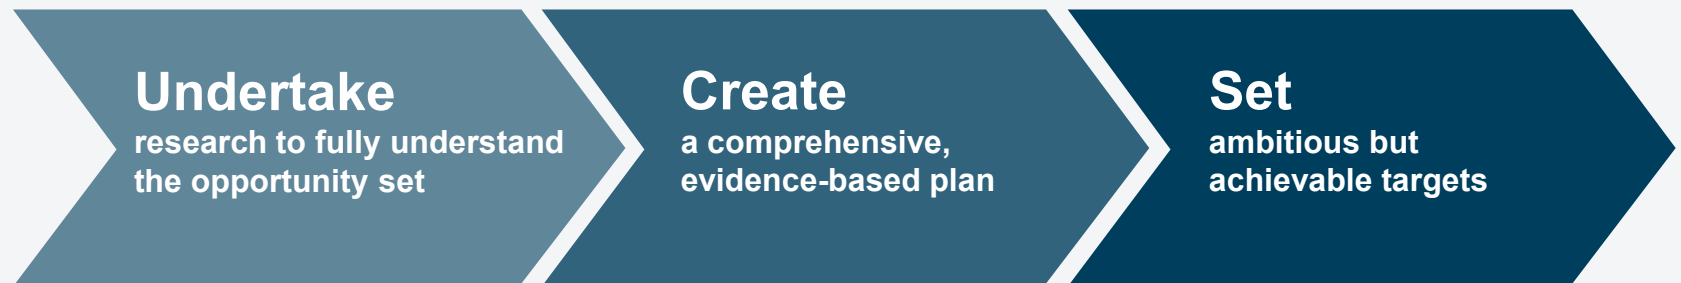 Undertake
research to fully understand
the opportunity set
Create
a comprehensive,
evidence-based plan
Set
ambitious but
achievable targets